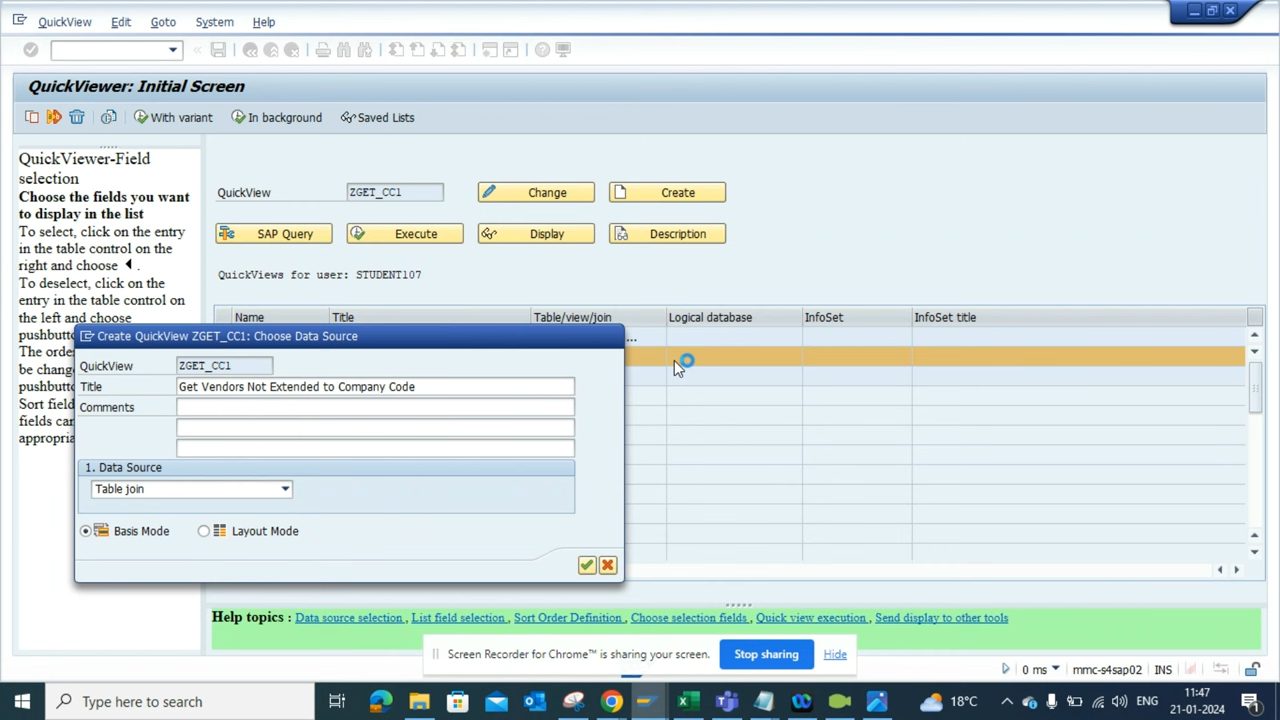 QuickView Edit Goto System Help
QuickViewer: Initial Screen
With variant In background Saved Lists
QuickViewer-Field
selection
Choose the fields you want
to display in the list
To select, click on the entry
in the table control on the
right and choose
To deselect, click on the
entry in the table control on
the left and choose
pushbutt
The orde
be chang
pushbutt
Sort field
fields can
appropria
QuickView ZGET_CC1 Change Create
SAP Query Execute Display Description
QuickViews for user: STUDENT107
Name Title Table/view/join Logical database InfoSet InfoSet title
...
Create QuickView ZGET_CC1: Choose Data Source
QuickView ZGET_CC1
Title Get Vendors Not Extended to Company Code
Comments
1. Data Source
Table join
Basis Mode Layout Mode
Help topics : Data source selection , List field selection , Sort Order Definition , Choose selection fields , Quick view execution , Send display to other tools
Screen Recorder for Chrome™ is sharing your screen. Stop sharing Hide
0 ms mmc-s4sap02 INS
Type here to search
18°C ENG 11:47
21-01-2024